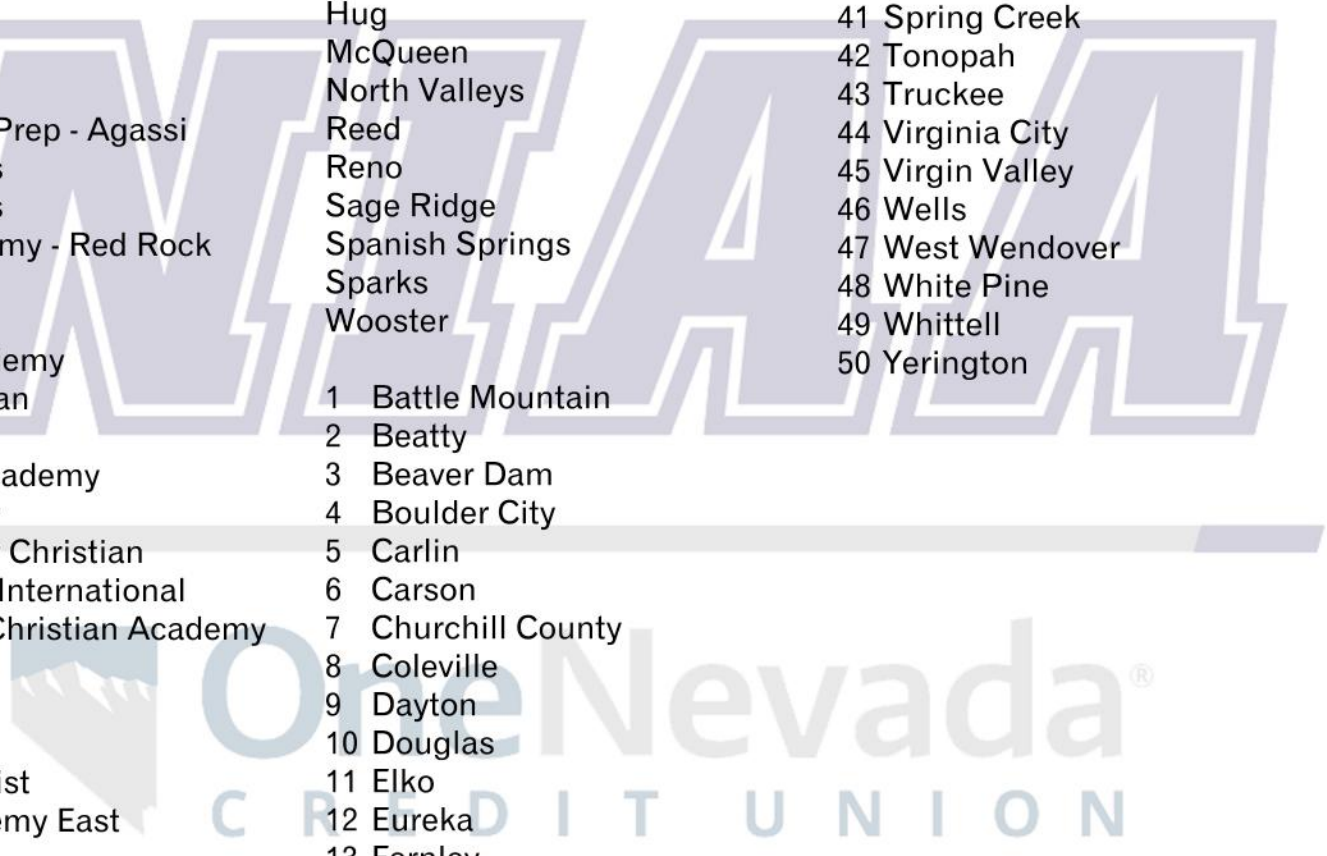 Prep - Agassi
s
s
my - Red Rock
emy
an
ademy
Christian
International
Christian Academy
ist
emy East
Hug
McQueen
North Valleys
Reed
Reno
Sage Ridge
Spanish Springs
Sparks
Wooster
1 Battle Mountain
2 Beatty
3 Beaver Dam
4 Boulder City
5 Carlin
6 Carson
7 Churchill County
8 Coleville
9 Dayton
10 Douglas
11 Elko
12 Eureka
13 Fernley
41 Spring Creek
42 Tonopah
43 Truckee
44 Virginia City
45 Virgin Valley
46 Wells
47 West Wendover
48 White Pine
49 Whittell
50 Yerington
NIAA
OneNevada®
CREDIT UNION